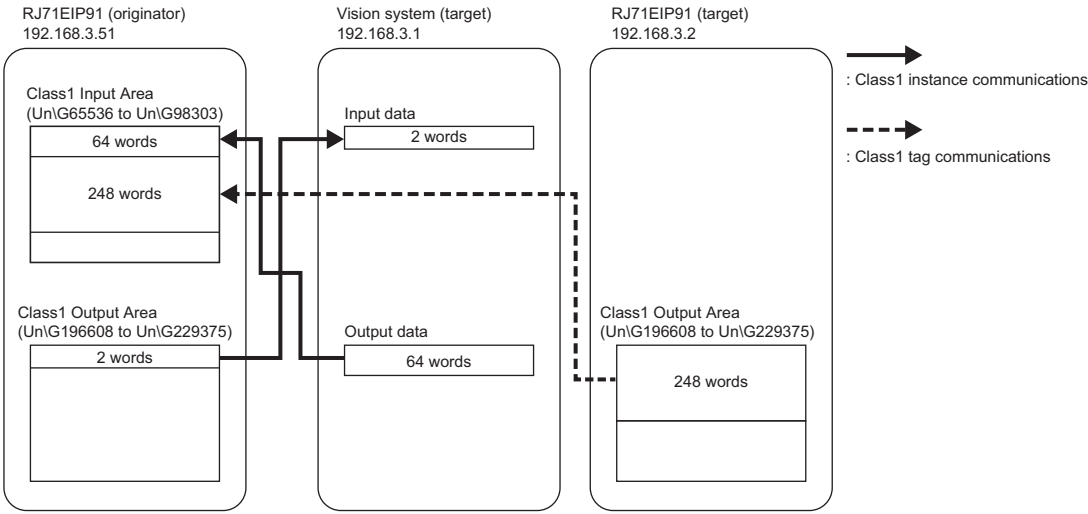 RJ71EIP91 (originator)
192.168.3.51
Vision system (target)
192.168.3.1
RJ71EIP91 (target)
192.168.3.2
: Class1 instance communications
: Class1 tag communications
Class1 Input Area
(Un\G65536 to Un\G98303)
64 words
248 words
Input data
2 words
Class1 Output Area
(Un\G196608 to Un\G229375)
2 words
Output data
64 words
Class1 Output Area
(Un\G196608 to Un\G229375)
248 words